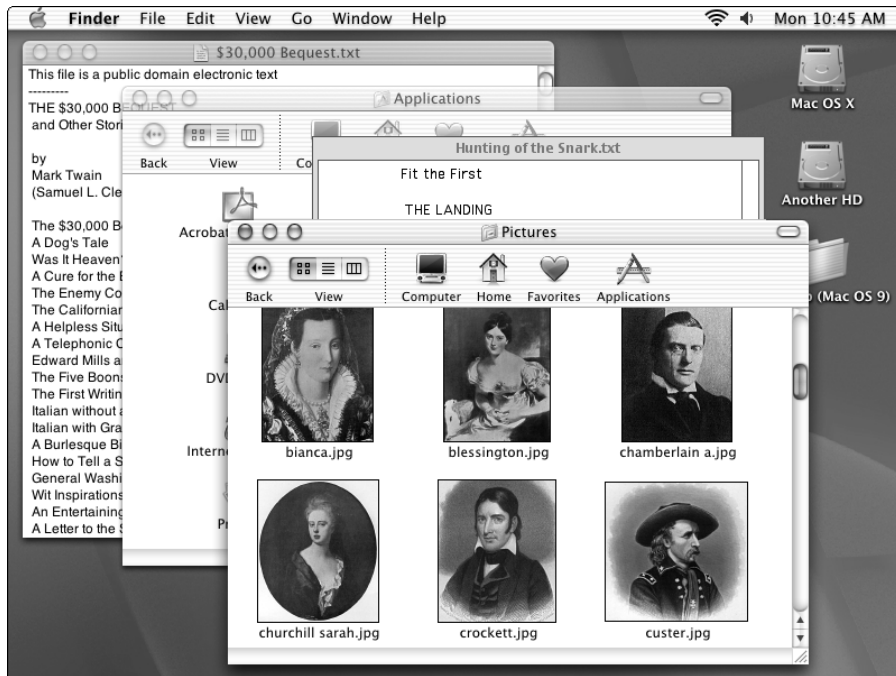 Finder File Edit View Go Window Help Mon 10:45 AM
$30,000 Bequest.txt
This file is a public domain electronic text
---------
THE $30,000 BEQUEST
and Other Stori
by
Mark Twain
(Samuel L. Cle
The $30,000 B
A Dog's Tale
Was It Heaven?
A Cure for the B
The Enemy Co
The Californian
A Helpless Situ
A Telephonic C
Edward Mills a
The Five Boons
The First Writin
Italian without a
Italian with Gra
A Burlesque Bi
How to Tell a S
General Washi
Wit Inspirations
An Entertaining
A Letter to the S
Applications
Back View Co
Acrobat
Cal
DVD
Intern
Pr
Hunting of the Snark.txt
Fit the First
THE LANDING
Pictures
Back View Computer Home Favorites Applications
bianca.jpg blessington.jpg chamberlain a.jpg
churchill sarah.jpg crockett.jpg custer.jpg
Mac OS X
Another HD
(Mac OS 9)